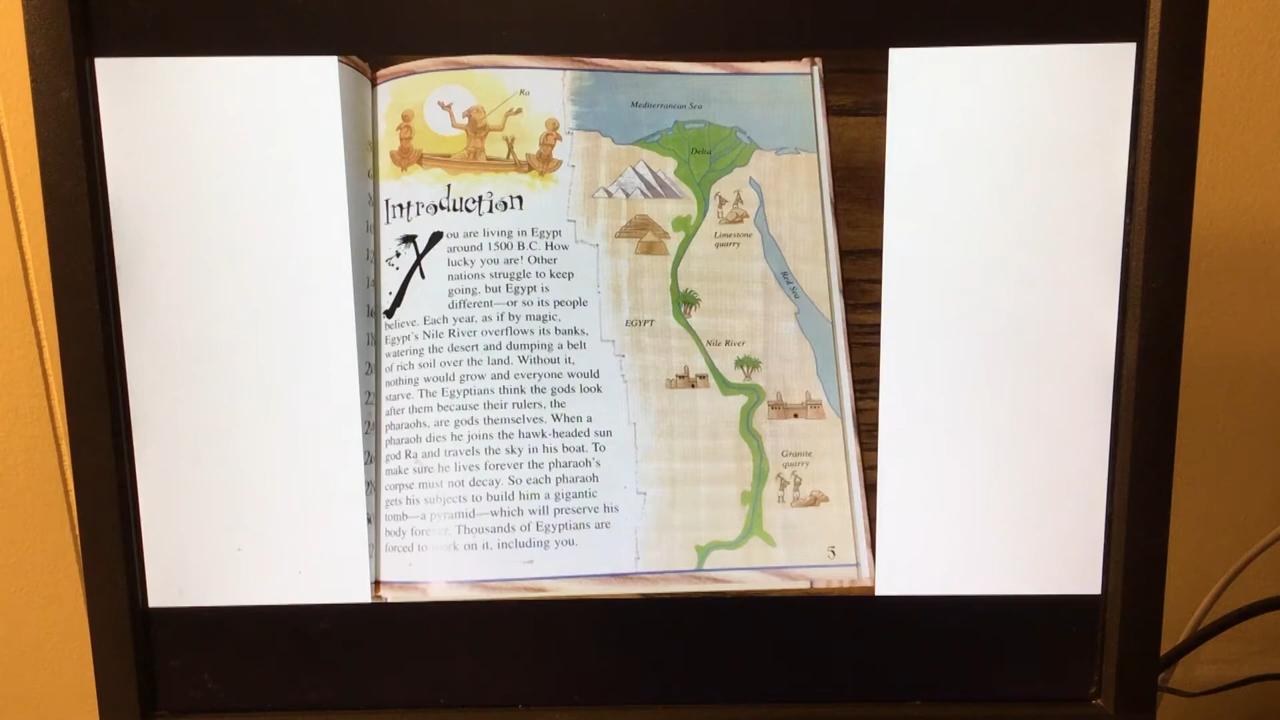 Ra
Introduction
You are living in Egypt
around 1500 B.C. How
lucky you are! Other
nations struggle to keep
going, but Egypt is
different—or so its people
believe. Each year, as if by magic,
Egypt's Nile River overflows its banks,
watering the desert and dumping a belt
of rich soil over the land. Without it,
nothing would grow and everyone would
starve. The Egyptians think the gods look
after them because their rulers, the
pharaohs, are gods themselves. When a
pharaoh dies he joins the hawk-headed sun
god Ra and travels the sky in his boat. To
make sure he lives forever the pharaoh's
corpse must not decay. So each pharaoh
gets his subjects to build him a gigantic
tomb—a pyramid—which will preserve his
body forever. Thousands of Egyptians are
forced to work on it, including you.
Mediterranean Sea
Delta
Limestone
quarry
Red Sea
EGYPT
Nile River
Granite
quarry
5